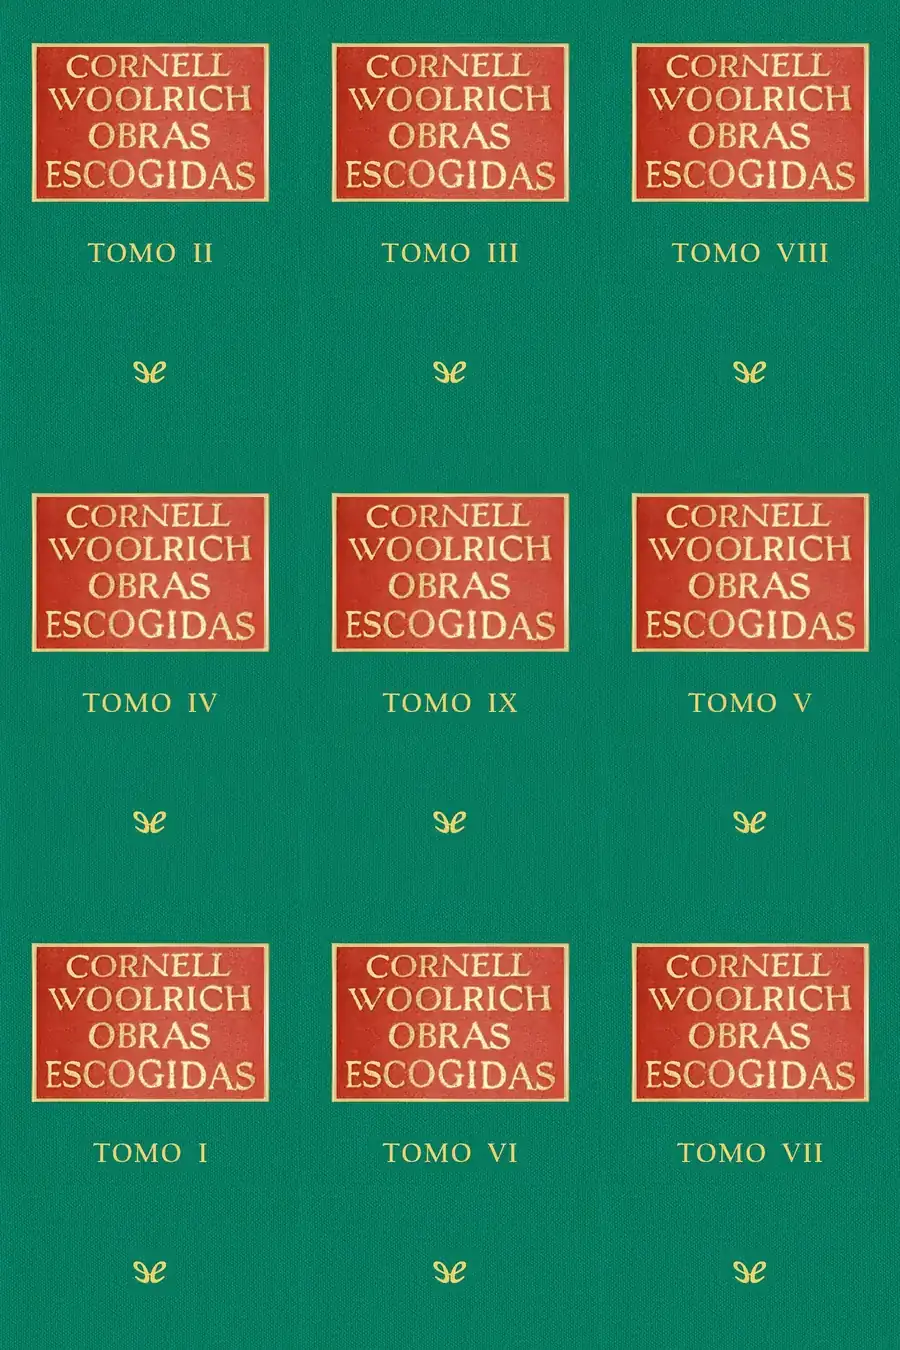 CORNELL
WOOLRICH
OBRAS
ESCOGIDAS
TOMO II
CORNELL
WOOLRICH
OBRAS
ESCOGIDAS
TOMO III
CORNELL
WOOLRICH
OBRAS
ESCOGIDAS
TOMO VIII
CORNELL
WOOLRICH
OBRAS
ESCOGIDAS
TOMO IV
CORNELL
WOOLRICH
OBRAS
ESCOGIDAS
TOMO IX
CORNELL
WOOLRICH
OBRAS
ESCOGIDAS
TOMO V
CORNELL
WOOLRICH
OBRAS
ESCOGIDAS
TOMO I
CORNELL
WOOLRICH
OBRAS
ESCOGIDAS
TOMO VI
CORNELL
WOOLRICH
OBRAS
ESCOGIDAS
TOMO VII